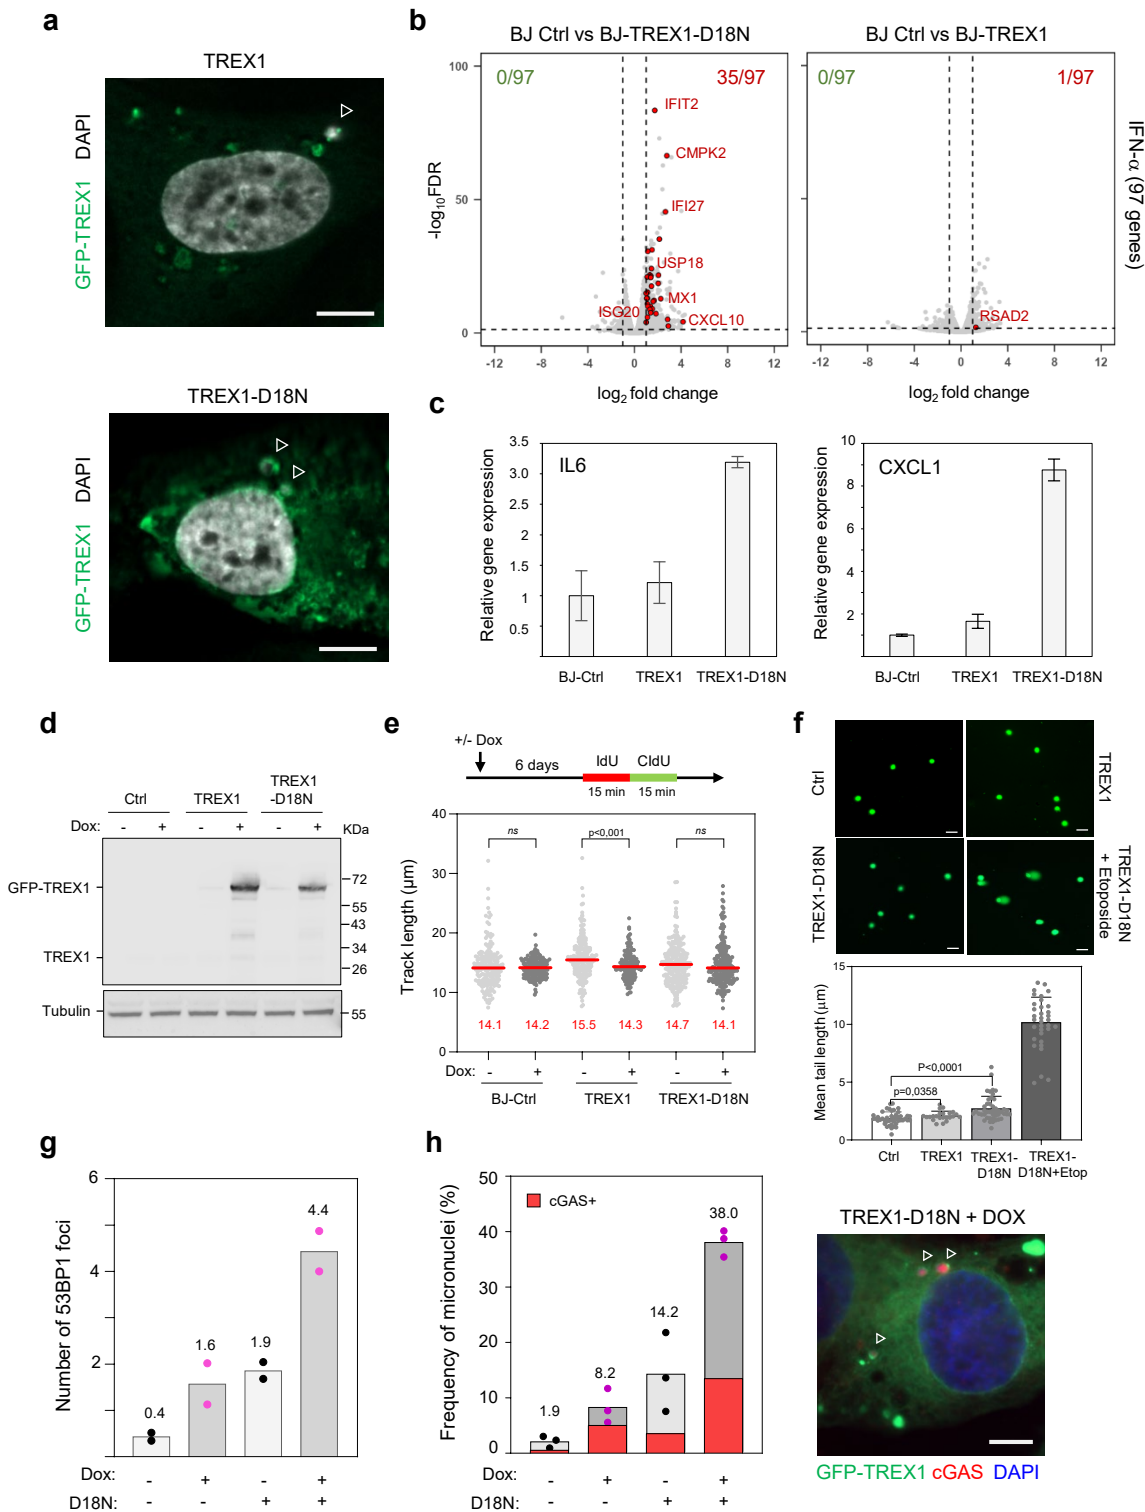 a
TREX1
GFP-TREX1 DAPI
TREX1-D18N
GFP-TREX1 DAPI
b
BJ Ctrl vs BJ-TREX1-D18N
BJ Ctrl vs BJ-TREX1
-log10FDR
100
50
0
0/97
35/97
IFIT2
CMPK2
IFI27
USP18
MX1
ISG20
CXCL10
-12
-8
-4
0
4
8
12
log2 fold change
0/97
1/97
RSAD2
-12
-8
-4
0
4
8
12
log2 fold change
IFN-α (97 genes)
c
Relative gene expression
3.5
3.0
2.5
2
1.5
1
0.5
IL6
BJ-Ctrl
TREX1
TREX1-D18N
Relative gene expression
10
8
6
4
2
CXCL1
BJ-Ctrl
TREX1
TREX1-D18N
d
Ctrl
TREX1
TREX1
-D18N
Dox: - + - + - +
KDa
GFP-TREX1
TREX1
72
55
43
34
26
Tubulin
55
e
+/- Dox
6 days
IdU
CldU
15 min
15 min
Track length (µm)
40
30
20
10
0
ns
p<0,001
ns
14.1
14.2
15.5
14.3
14.7
14.1
Dox: - + - + - +
BJ-Ctrl
TREX1
TREX1-D18N
f
Ctrl
TREX1
TREX1-D18N
TREX1-D18N
+ Etoposide
Mean tail length (µm)
15
10
5
0
P<0,0001
p=0,0358
Ctrl
TREX1
TREX1-
D18N
TREX1-
D18N+Etop
g
Number of 53BP1 foci
6
4
2
0.4
1.6
1.9
4.4
Dox: - + - +
D18N: - - + +
h
Frequency of micronuclei (%)
50
40
30
20
10
0
cGAS+
1.9
8.2
14.2
38.0
Dox: - + - +
D18N: - - + +
TREX1-D18N + DOX
GFP-TREX1 cGAS DAPI